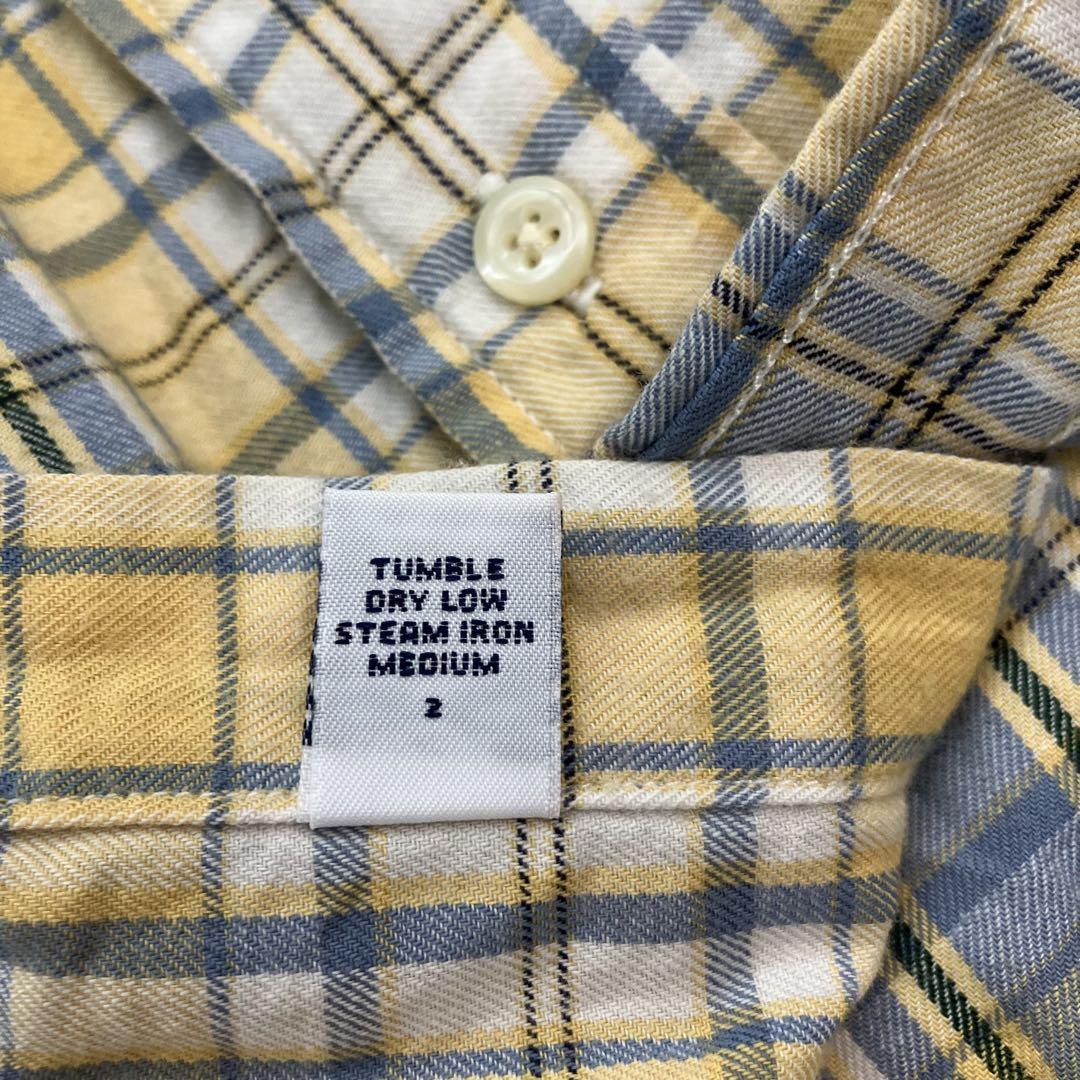 TUMBLE
DRY LOW
STEAM IRON
MEDIUM
2